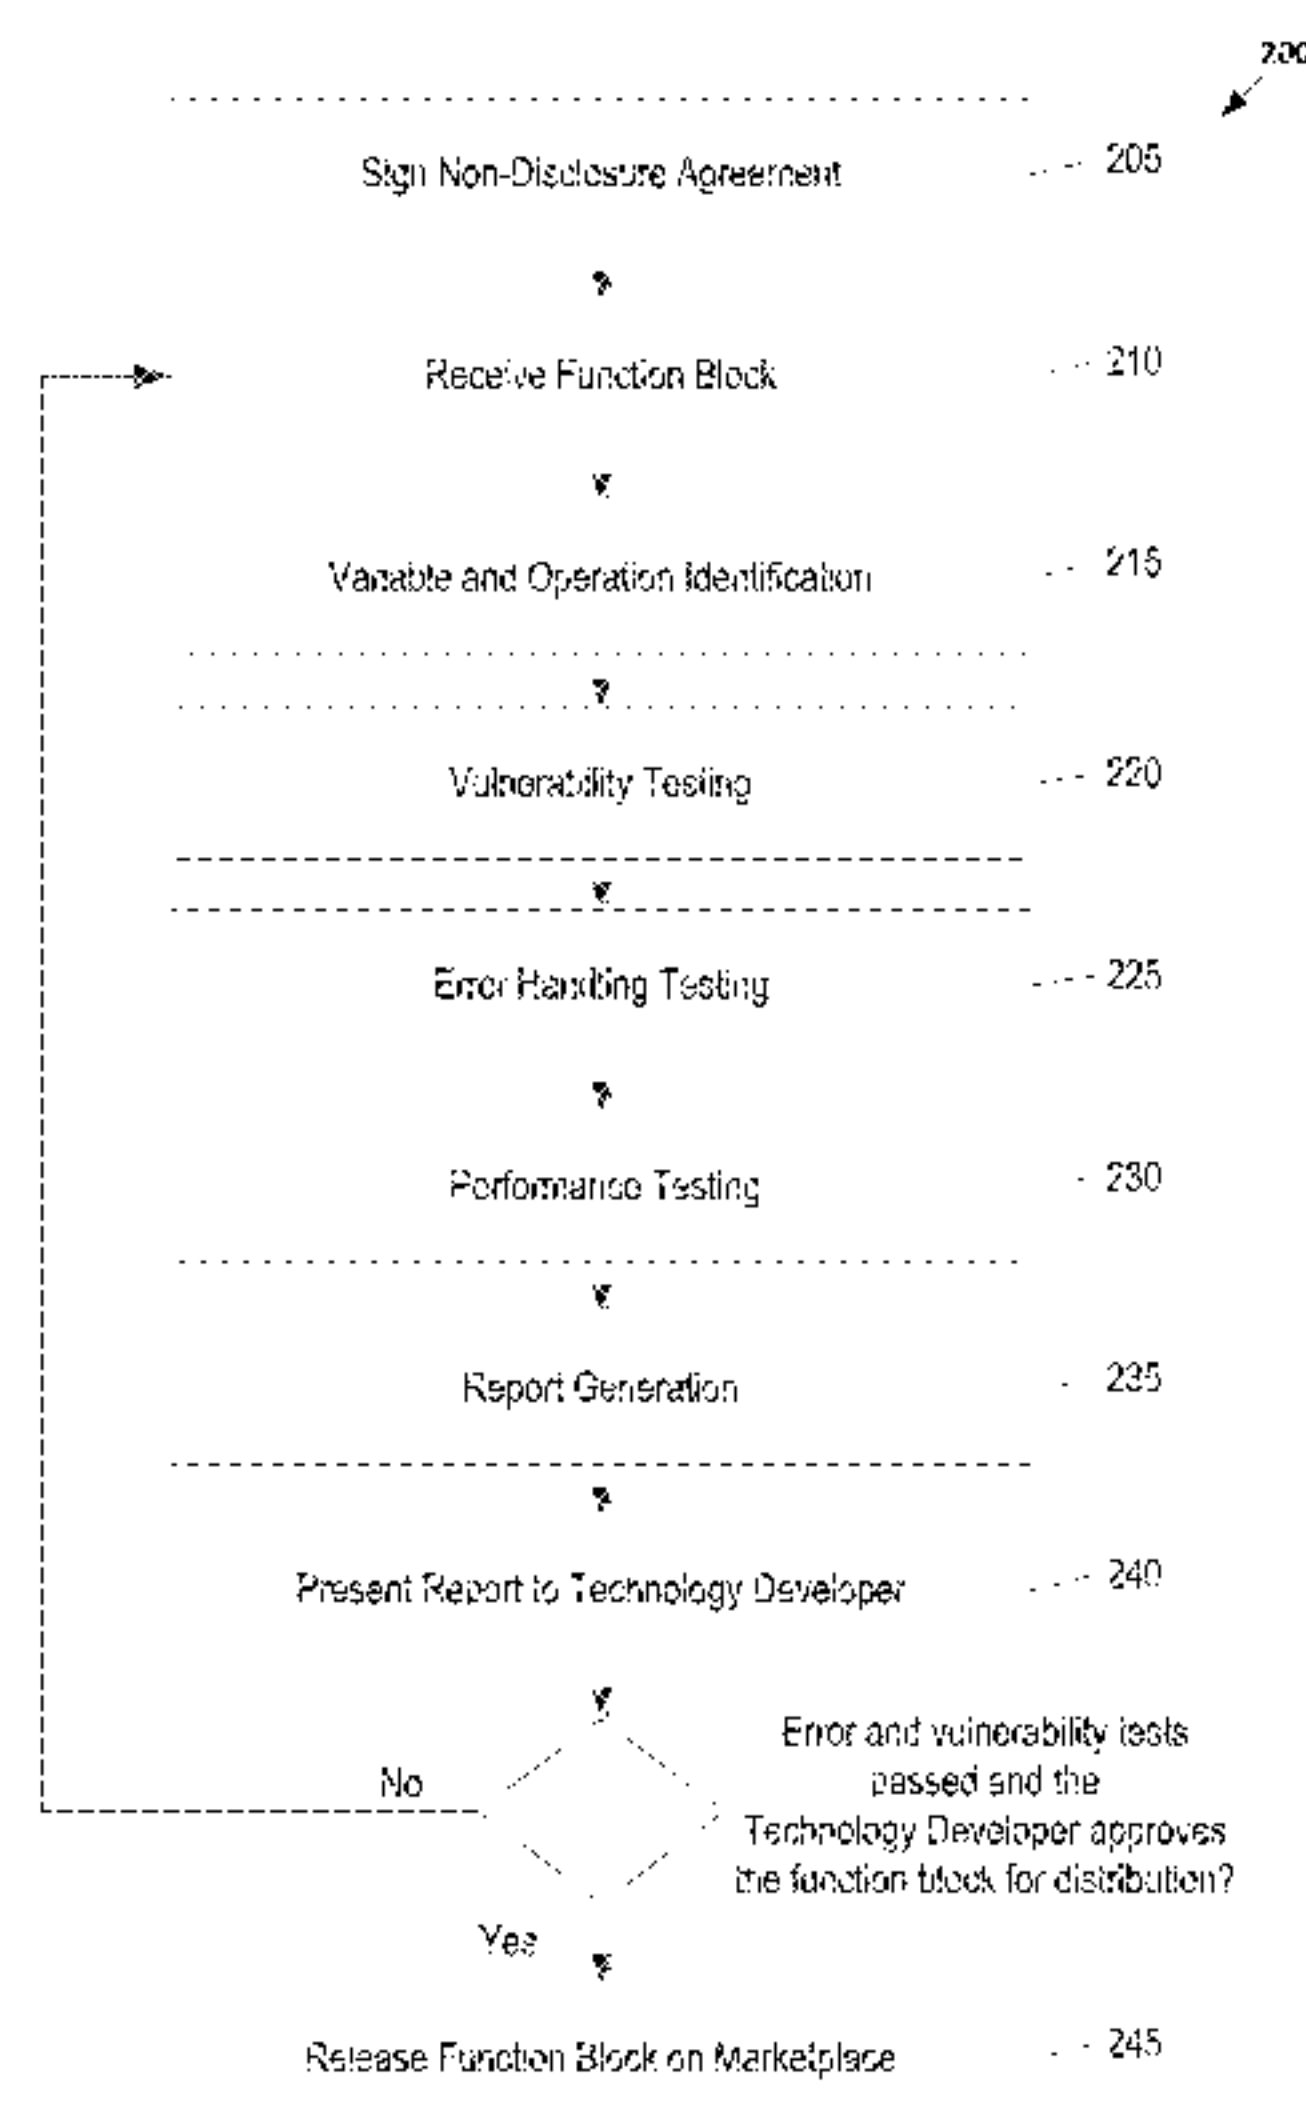 200
Sign Non-Disclosure Agreement 205
Receive Function Block 210
Variable and Operation Identification 215
Vulnerability Testing 220
Error Handling Testing 225
Performance Testing 230
Report Generation 235
Present Report to Technology Developer 240
Error and vulnerability tests
No
passed and the
Technology Developer approves
the function block for distribution?
Yes
Release Function Block on Marketplace 245